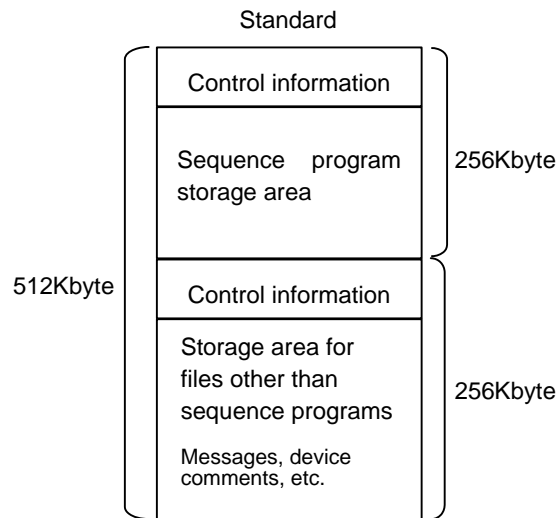 Standard
Control information
Sequence program
storage area
256Kbyte
512Kbyte
Control information
Storage area for
files other than
sequence programs
256Kbyte
Messages, device
comments, etc.